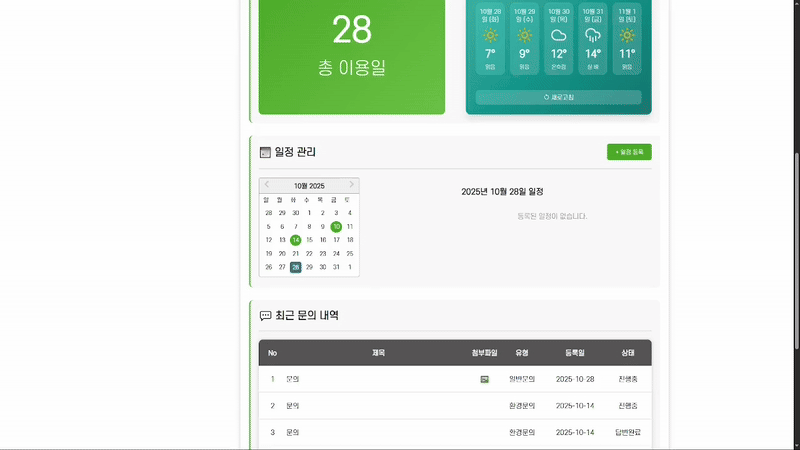 28
총 이용일
10월 28일 (화) 10월 29일 (수) 10월 30일 (목) 10월 31일 (금) 11월 1일 (토)
7° 9° 12° 14° 11°
맑음 맑음 맑음
새로고침
일정 관리
+ 일정 등록
10월 2025
일 월 화 수 목 금 토
28 29 30 1 2 3 4
5 6 7 8 9 10 11
12 13 14 15 16 17 18
19 20 21 22 23 24 25
26 27 28 29 30 31 1
2025년 10월 28일 일정
등록된 일정이 없습니다.
최근 문의 내역
No 제목 첨부파일 유형 등록일 상태
1 문의 일반문의 2025-10-28 진행중
2 문의 환경문의 2025-10-14 진행중
3 문의 환경문의 2025-10-14 답변완료